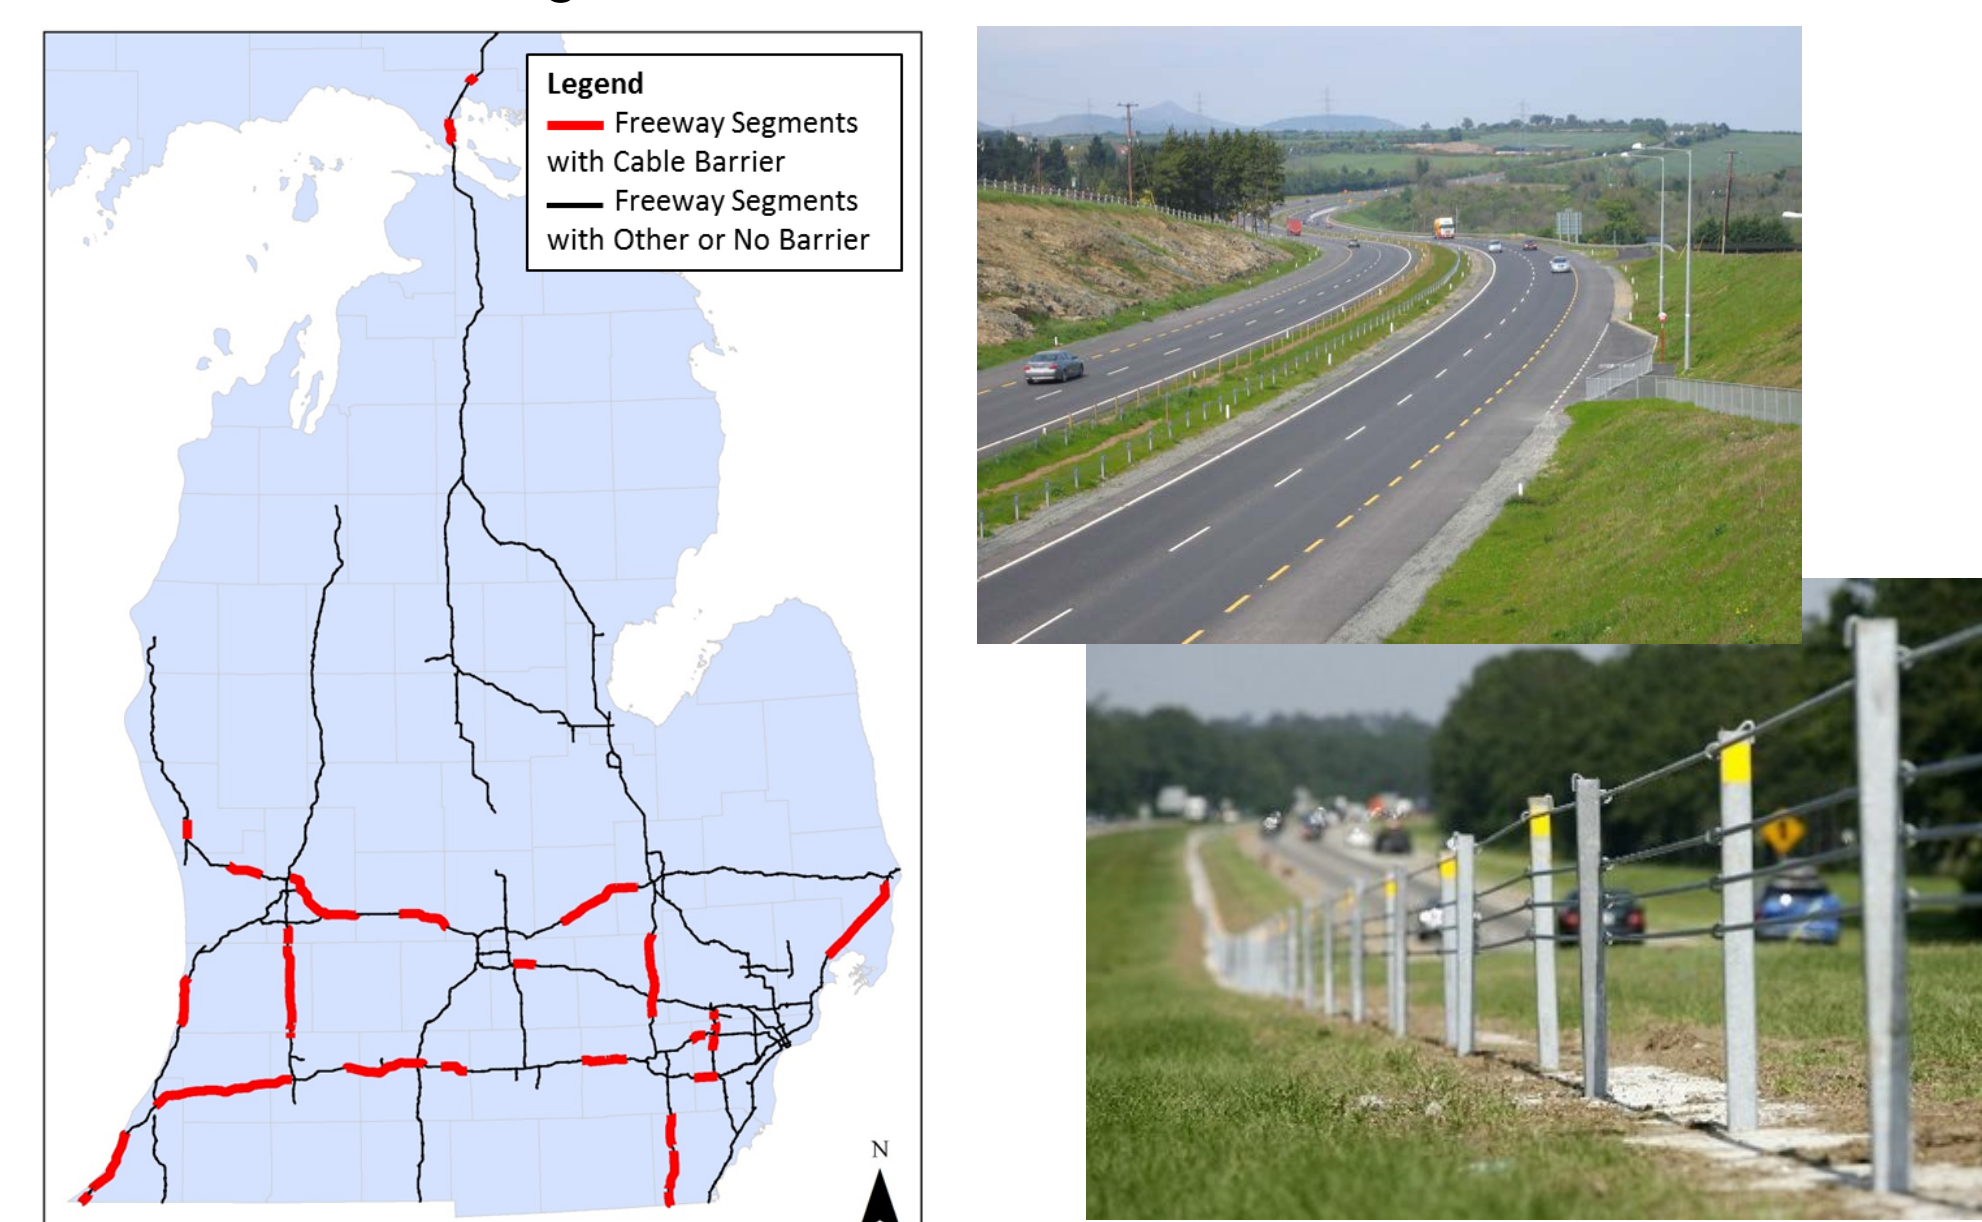 Legend
Freeway Segments
with Cable Barrier
Freeway Segments
with Other or No Barrier
N